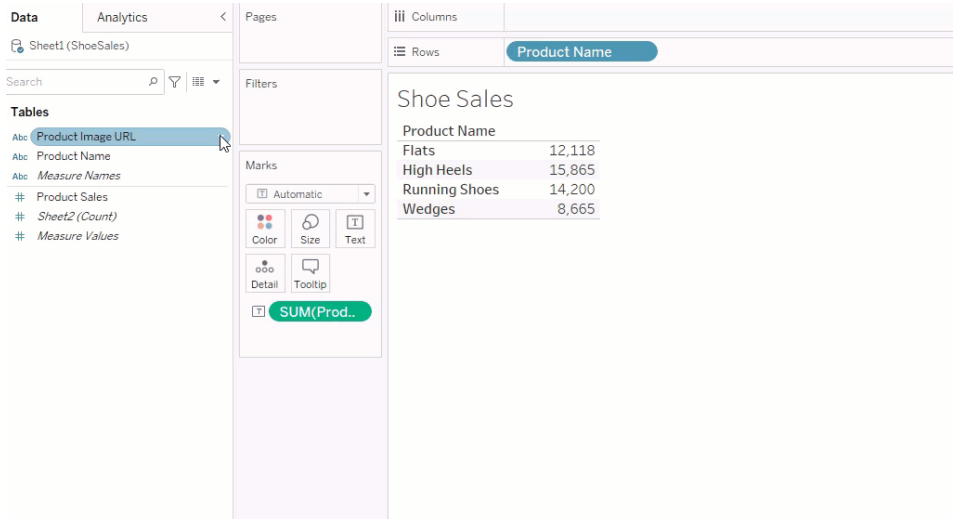 Data Analytics
Sheet1 (ShoeSales)
Search
Tables
Abc Product Image URL
Abc Product Name
Abc Measure Names
# Product Sales
# Sheet2 (Count)
# Measure Values
Pages
Filters
Marks
T Automatic
Color Size T Text
Detail Tooltip
T SUM(Prod..
iii Columns
Rows Product Name
Shoe Sales
Product Name
Flats 12,118
High Heels 15,865
Running Shoes 14,200
Wedges 8,665